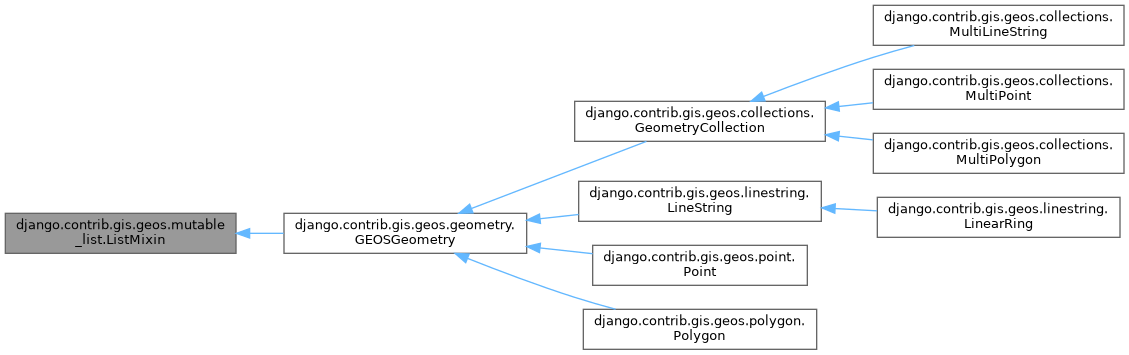 django.contrib.gis.geos.mutable
_list.ListMixin
django.contrib.gis.geos.geometry.
GEOSGeometry
django.contrib.gis.geos.collections.
GeometryCollection
django.contrib.gis.geos.collections.
MultiLineString
django.contrib.gis.geos.collections.
MultiPoint
django.contrib.gis.geos.collections.
MultiPolygon
django.contrib.gis.geos.linestring.
LineString
django.contrib.gis.geos.linestring.
LinearRing
django.contrib.gis.geos.point.
Point
django.contrib.gis.geos.polygon.
Polygon